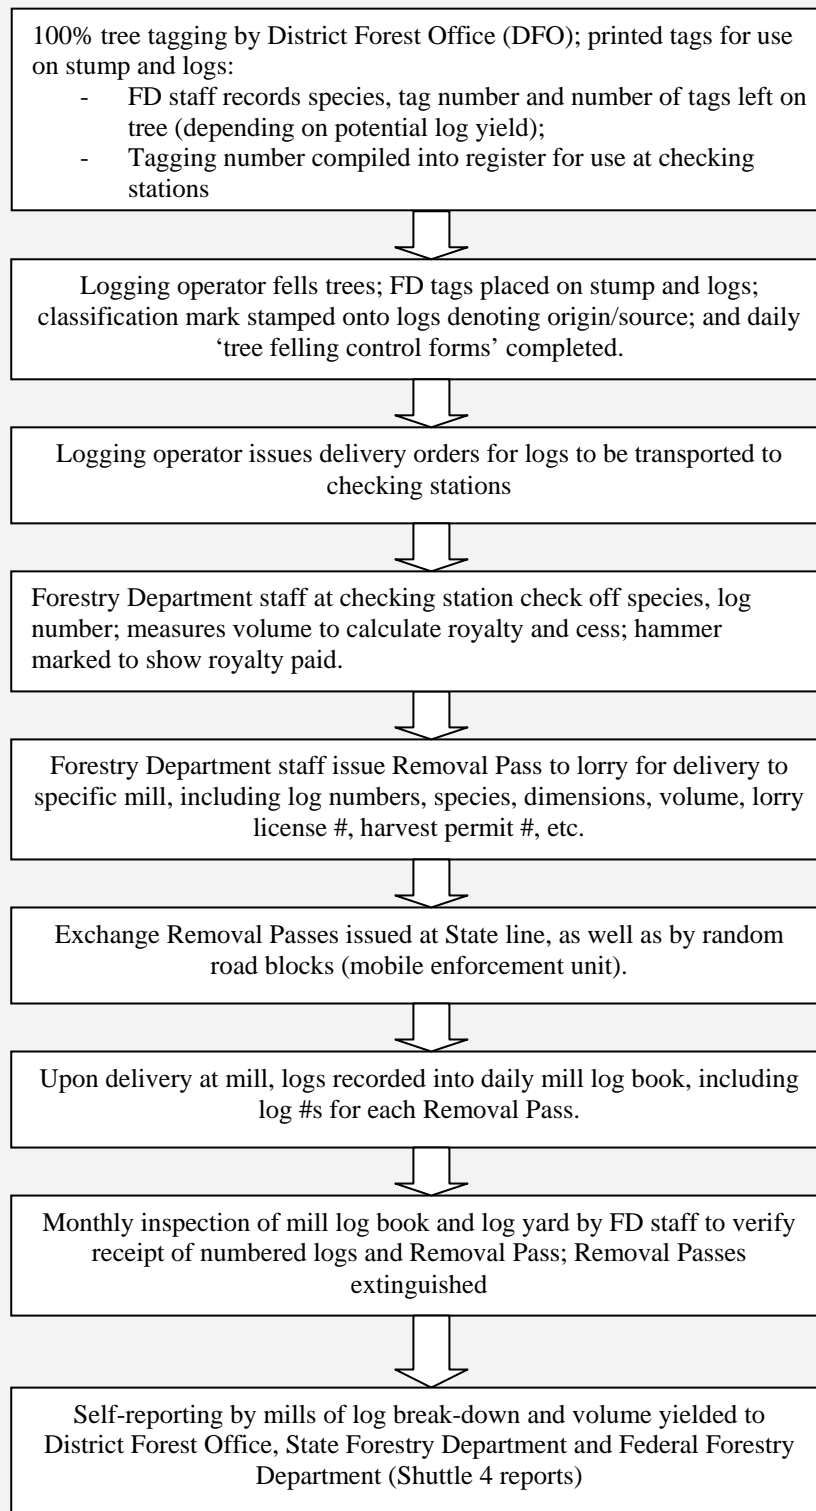 100% tree tagging by District Forest Office (DFO); printed tags for use
on stump and logs:
- FD staff records species, tag number and number of tags left on
tree (depending on potential log yield);
- Tagging number compiled into register for use at checking
stations
Logging operator fells trees; FD tags placed on stump and logs;
classification mark stamped onto logs denoting origin/source; and daily
‘tree felling control forms’ completed.
Logging operator issues delivery orders for logs to be transported to
checking stations
Forestry Department staff at checking station check off species, log
number; measures volume to calculate royalty and cess; hammer
marked to show royalty paid.
Forestry Department staff issue Removal Pass to lorry for delivery to
specific mill, including log numbers, species, dimensions, volume, lorry
license #, harvest permit #, etc.
Exchange Removal Passes issued at State line, as well as by random
road blocks (mobile enforcement unit).
Upon delivery at mill, logs recorded into daily mill log book, including
log #s for each Removal Pass.
Monthly inspection of mill log book and log yard by FD staff to verify
receipt of numbered logs and Removal Pass; Removal Passes
extinguished
Self-reporting by mills of log break-down and volume yielded to
District Forest Office, State Forestry Department and Federal Forestry
Department (Shuttle 4 reports)